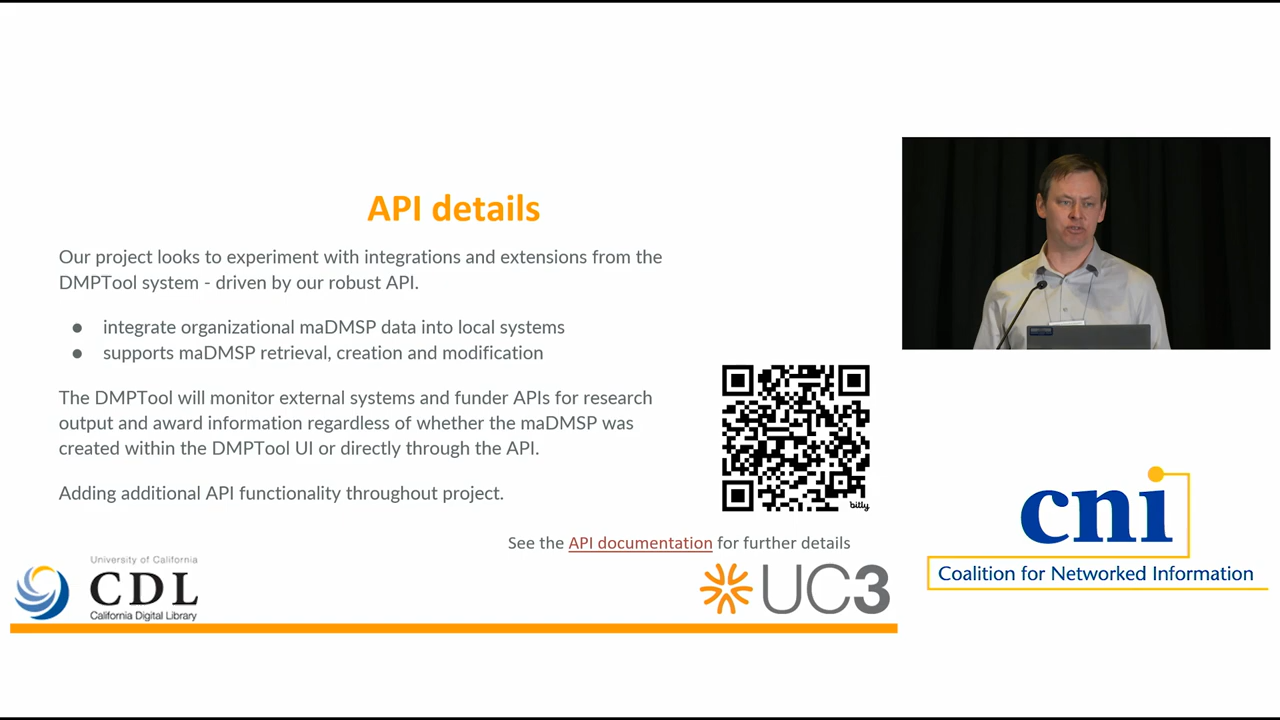 API details
Our project looks to experiment with integrations and extensions from the
DMPTool system - driven by our robust API.
● integrate organizational maDMSP data into local systems
● supports maDMSP retrieval, creation and modification
The DMPTool will monitor external systems and funder APIs for research
output and award information regardless of whether the maDMSP was
created within the DMPTool UI or directly through the API.
Adding additional API functionality throughout project.
bitly
See the API documentation for further details
University of California
CDL
California Digital Library
UC3
cni
Coalition for Networked Information